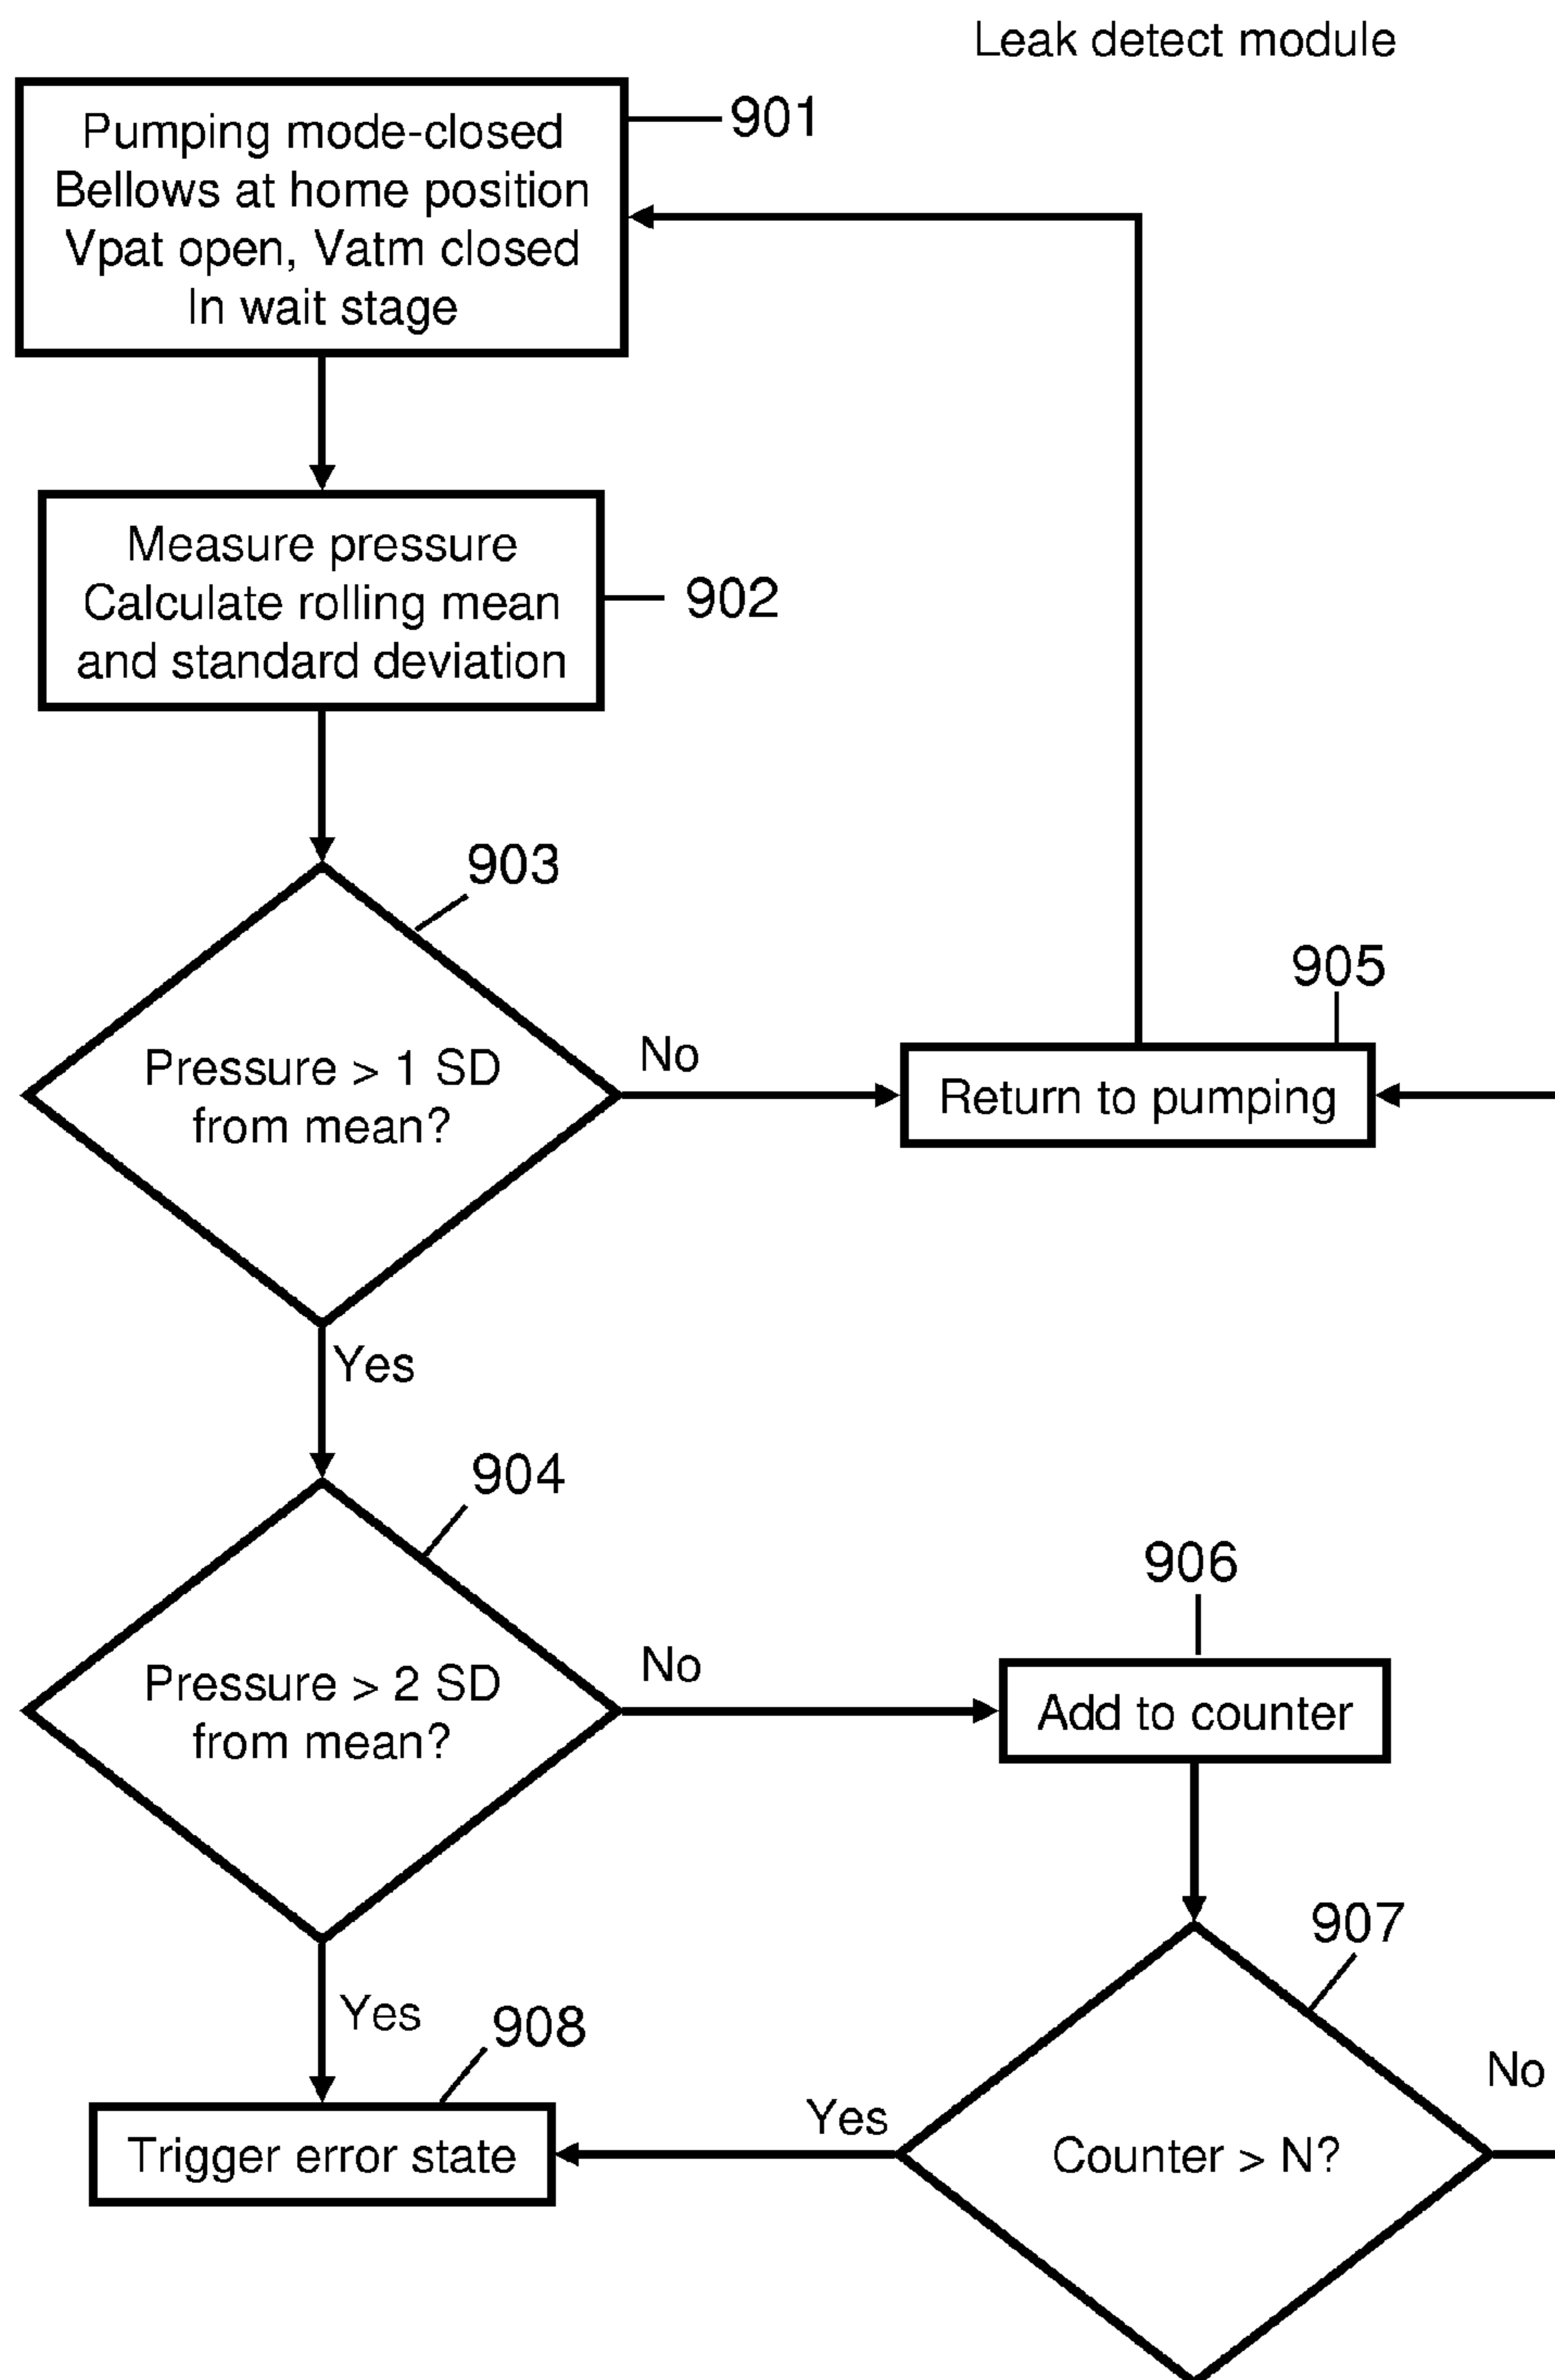 Leak detect module
Pumping mode-closed
Bellows at home position
Vpat open, Vatm closed
In wait stage
901
Measure pressure
Calculate rolling mean
and standard deviation
902
903
Pressure > 1 SD
from mean?
No
905
Return to pumping
Yes
904
Pressure > 2 SD
from mean?
No
906
Add to counter
907
Yes
908
Trigger error state
Yes
Counter > N?
No